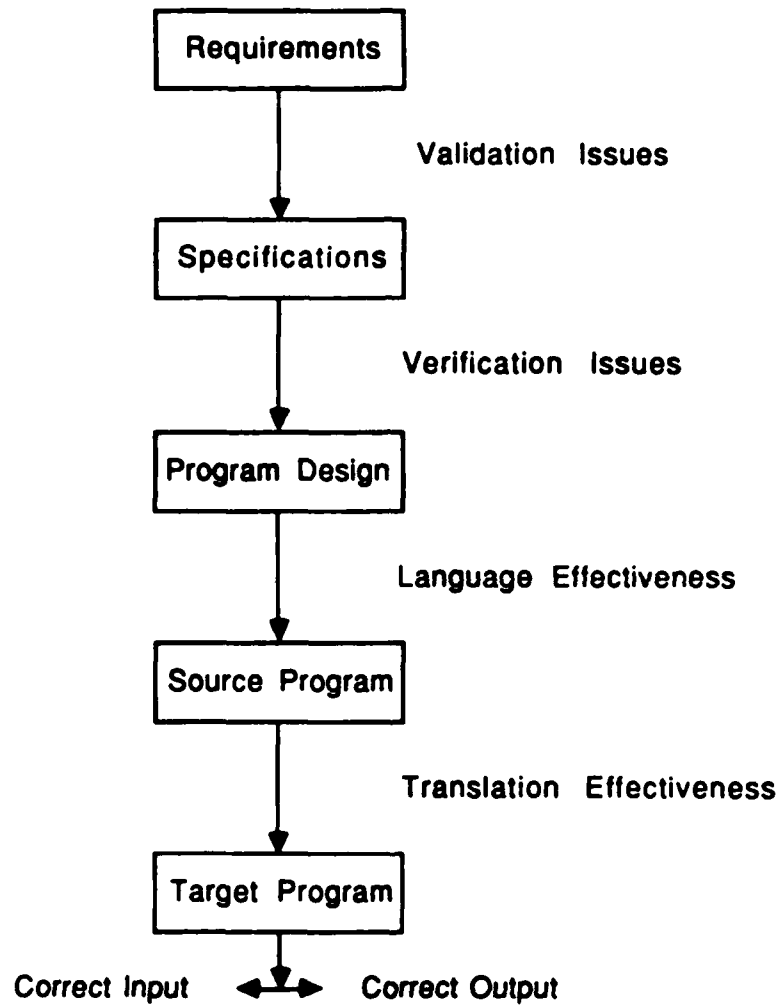 Requirements
Validation Issues
Specifications
Verification Issues
Program Design
Language Effectiveness
Source Program
Translation Effectiveness
Target Program
Correct Input Correct Output